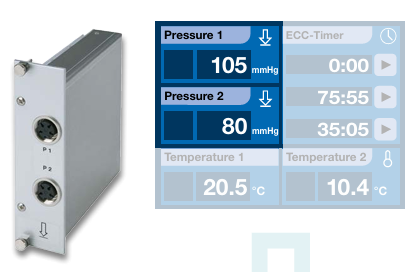 P 1
P 2
Pressure 1
105 mmHg
Pressure 2
80 mmHg
ECC-Timer
0:00
75:55
35:05
Temperature 1
20.5 °C
Temperature 2
10.4 °C